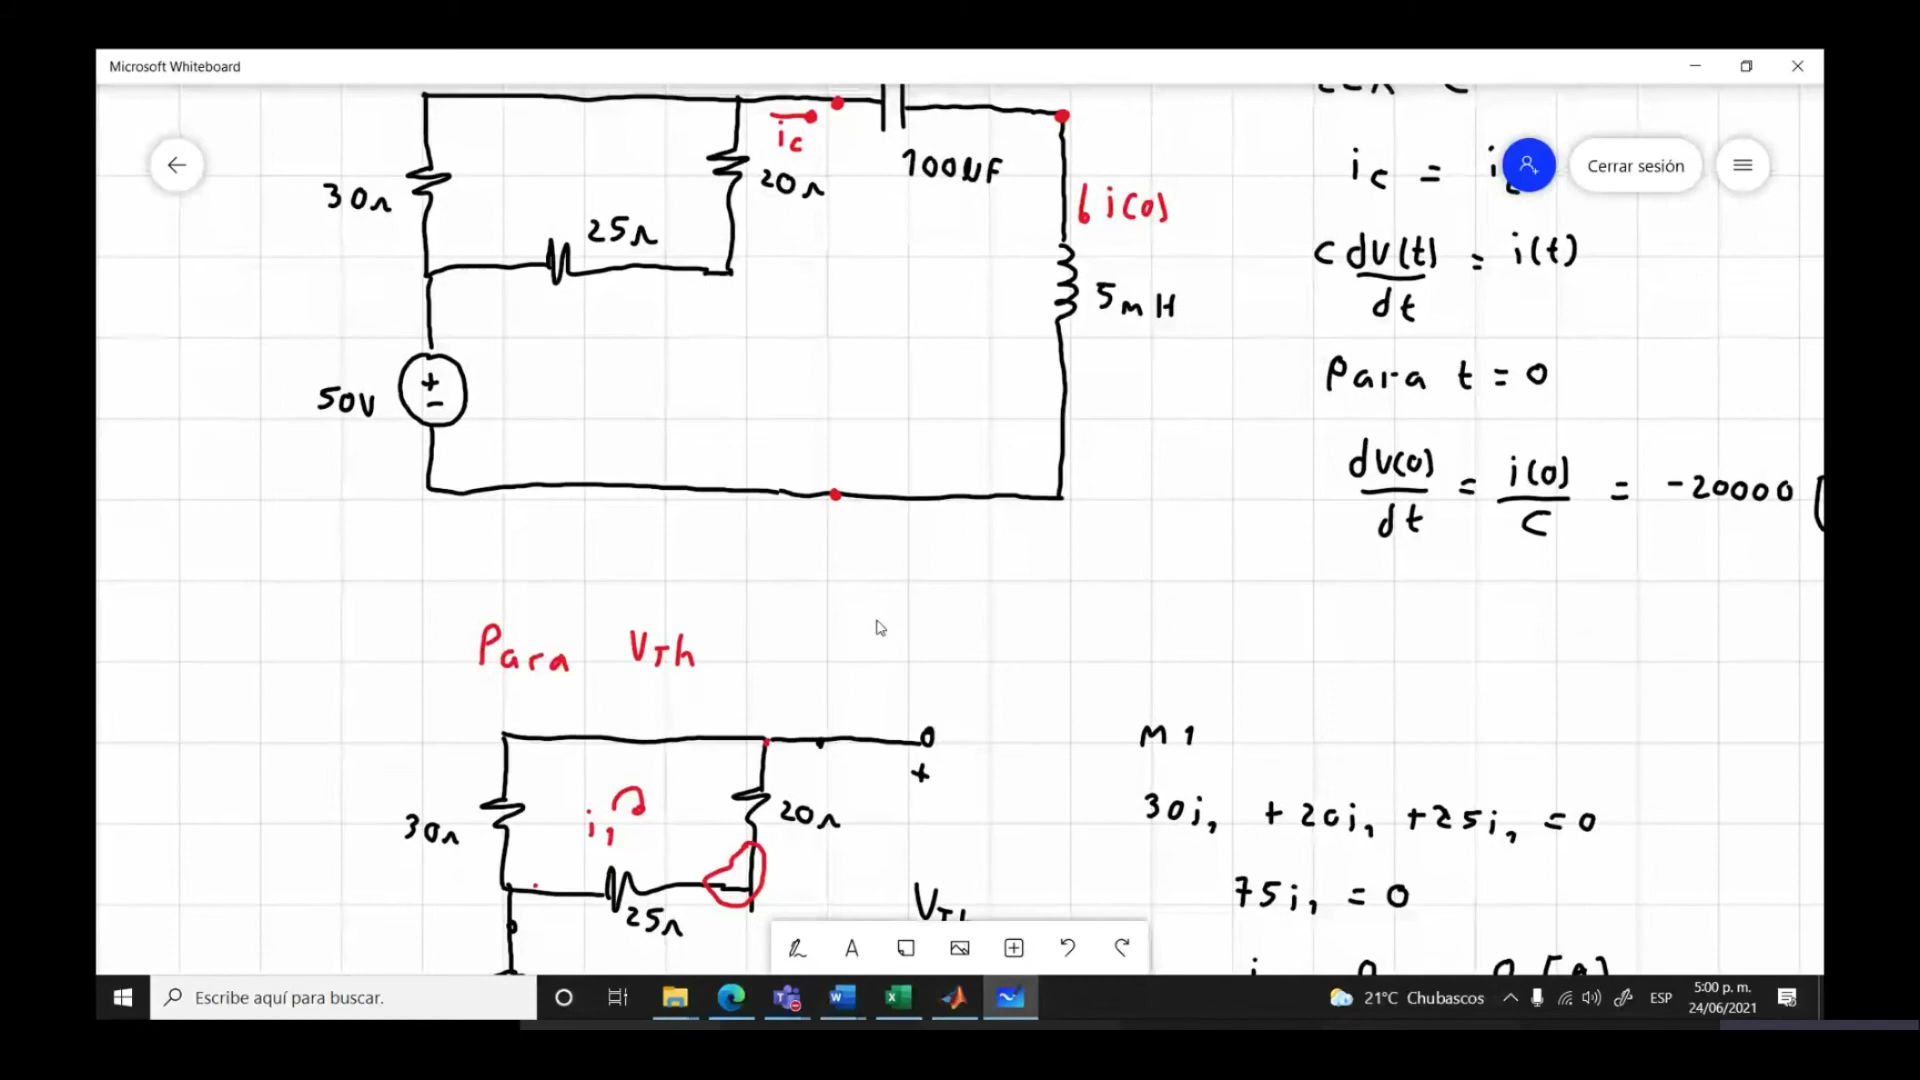 Microsoft Whiteboard
ic
20Ω
100μF
30Ω
25Ω
i(0)
5mH
50V
+
-
Cerrar sesión
ic =
C dv(t)/dt = i(t)
Para t = 0
dv(0)/dt = i(0)/C = -20000
Para VTh
30Ω
i1
20Ω
+
25Ω
M1
30i1 + 20i1 + 25i1 = 0
75i1 = 0
Escribe aquí para buscar.
21°C Chubascos
ESP
5:00 p. m.
24/06/2021